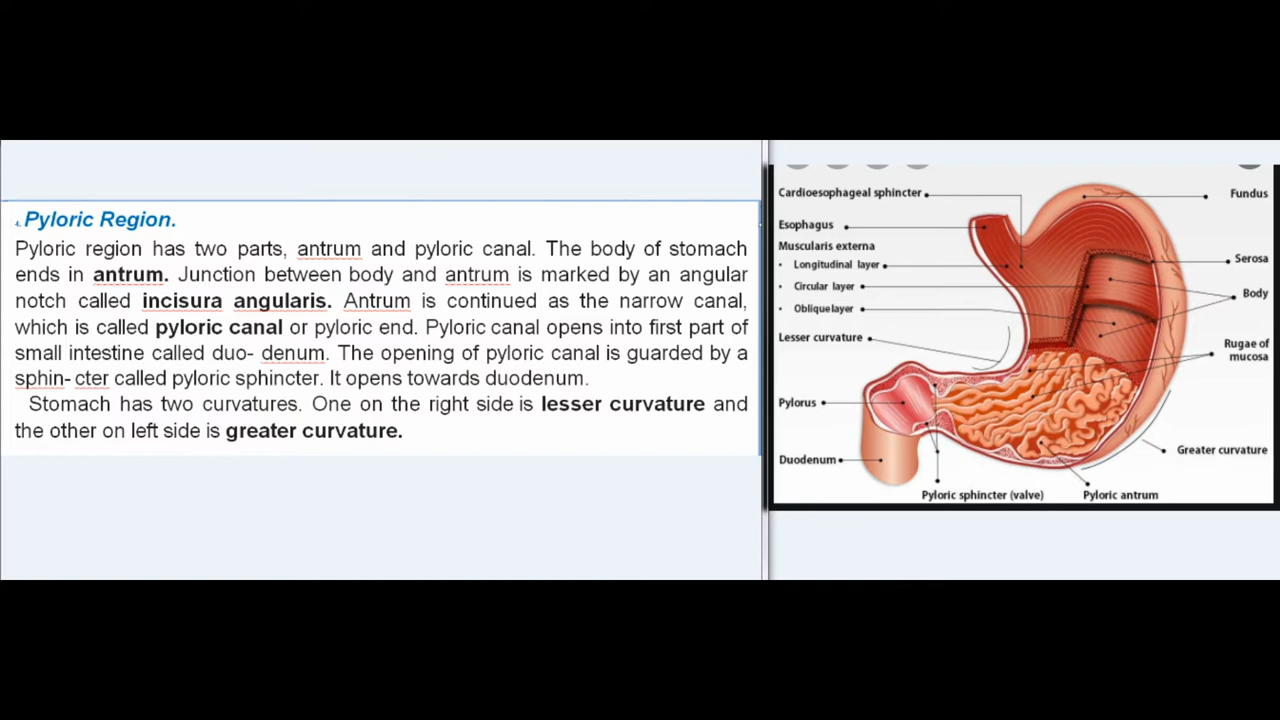 4. Pyloric Region.
Pyloric region has two parts, antrum and pyloric canal. The body of stomach
ends in antrum. Junction between body and antrum is marked by an angular
notch called incisura angularis. Antrum is continued as the narrow canal,
which is called pyloric canal or pyloric end. Pyloric canal opens into first part of
small intestine called duo- denum. The opening of pyloric canal is guarded by a
sphin- cter called pyloric sphincter. It opens towards duodenum.
Stomach has two curvatures. One on the right side is lesser curvature and
the other on left side is greater curvature.
Cardioesophageal sphincter
Esophagus
Muscularis externa
• Longitudinal layer
• Circular layer
• Oblique layer
Lesser curvature
Pylorus
Duodenum
Pyloric sphincter (valve)
Pyloric antrum
Fundus
Serosa
Body
Rugae of
mucosa
Greater curvature